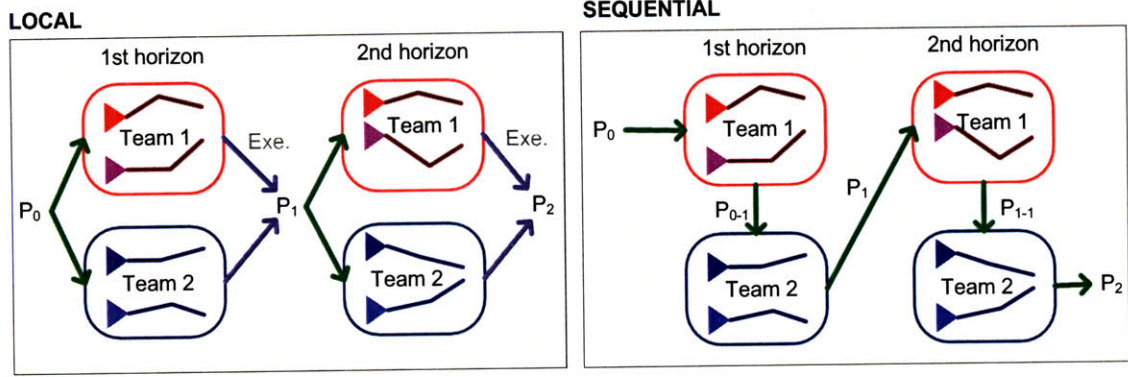 LOCAL
1st horizon
2nd horizon
Team 1
Exe.
Team 1
Exe.
P0
P1
P2
Team 2
Team 2
SEQUENTIAL
1st horizon
2nd horizon
P0
Team 1
Team 1
P1
P0-1
P1-1
Team 2
Team 2
P2